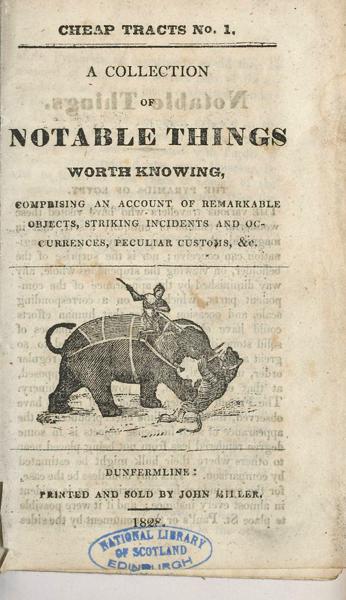 CHEAP TRACTS No. 1.
A COLLECTION
OF
NOTABLE THINGS
WORTH KNOWING,
COMPRISING AN ACCOUNT OF REMARKABLE
OBJECTS, STRIKING INCIDENTS AND OC-
CURRENCES, PECULIAR CUSTOMS, &c.
DUNFERMLINE:
PRINTED AND SOLD BY JOHN MILLER.
1828.
NATIONAL LIBRARY
OF SCOTLAND
EDINBURGH